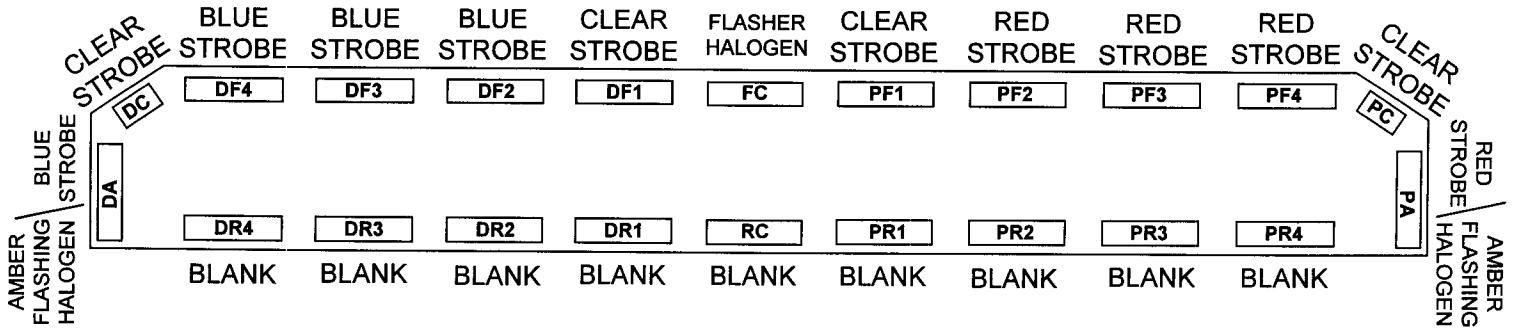 BLUE STROBE
BLUE STROBE
BLUE STROBE
CLEAR STROBE
FLASHER HALOGEN
CLEAR STROBE
RED STROBE
RED STROBE
RED STROBE
CLEAR STROBE
CLEAR STROBE
DC
DF4
DF3
DF2
DF1
FC
PF1
PF2
PF3
PF4
PC
BLUE STROBE
AMBER FLASHING HALOGEN
DA
PA
RED STROBE
AMBER FLASHING HALOGEN
DR4
DR3
DR2
DR1
RC
PR1
PR2
PR3
PR4
BLANK
BLANK
BLANK
BLANK
BLANK
BLANK
BLANK
BLANK
BLANK